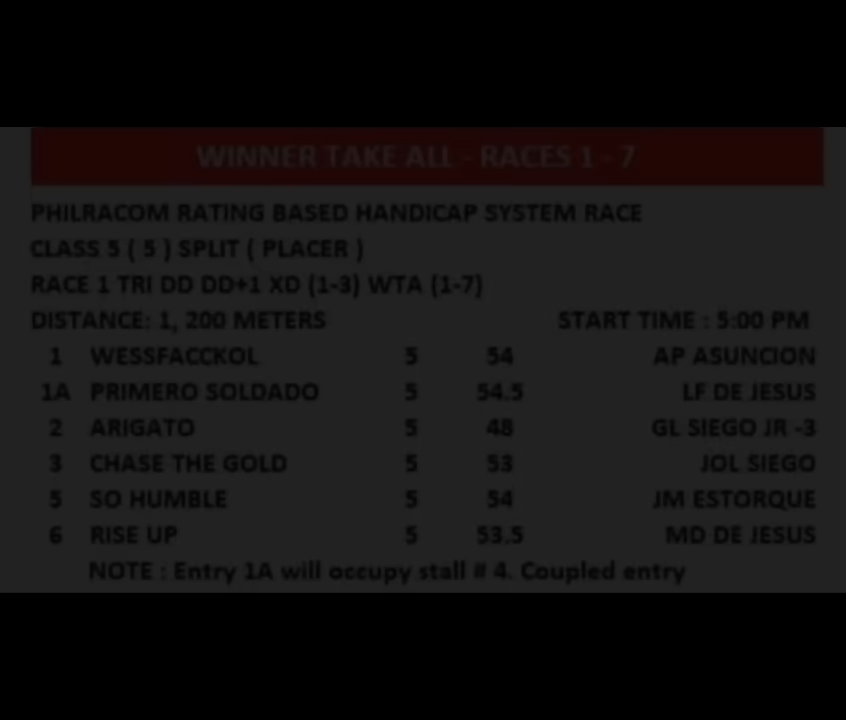 WINNER TAKE ALL - RACES 1 - 7
PHILRACOM RATING BASED HANDICAP SYSTEM RACE
CLASS 5 ( 5 ) SPLIT ( PLACER )
RACE 1 TRI DD DD+1 XD (1-3) WTA (1-7)
DISTANCE: 1, 200 METERS START TIME : 5:00 PM
1 WESSFACCKOL 5 54 AP ASUNCION
1A PRIMERO SOLDADO 5 54.5 LF DE JESUS
2 ARIGATO 5 48 GL SIEGO JR -3
3 CHASE THE GOLD 5 53 JOL SIEGO
5 SO HUMBLE 5 54 JM ESTORQUE
6 RISE UP 5 53.5 MD DE JESUS
NOTE : Entry 1A will occupy stall # 4. Coupled entry